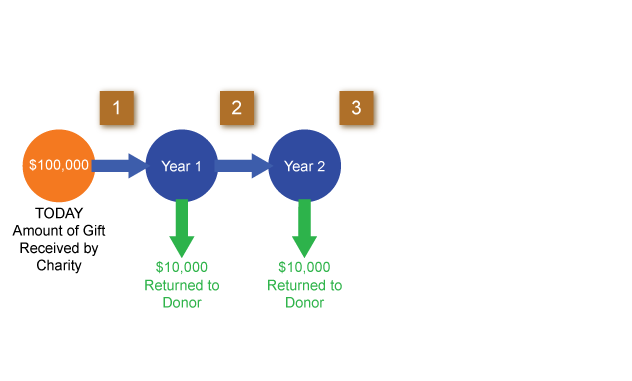 1
2
3
$100,000
Year 1
Year 2
TODAY
Amount of Gift
Received by
Charity
$10,000
Returned to
Donor
$10,000
Returned to
Donor